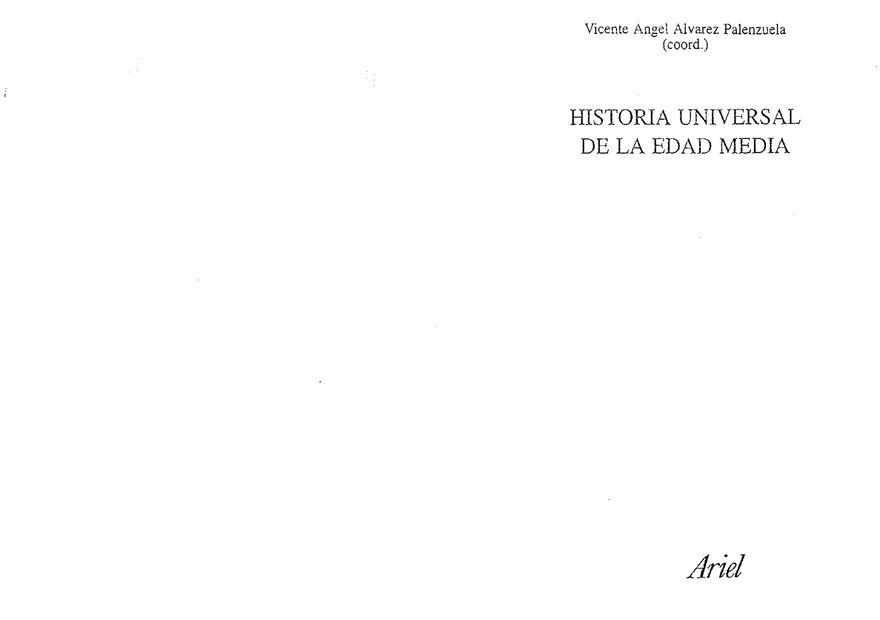 Vicente Angel Alvarez Palenzuela
(coord.)
HISTORIA UNIVERSAL
DE LA EDAD MEDIA
Ariel